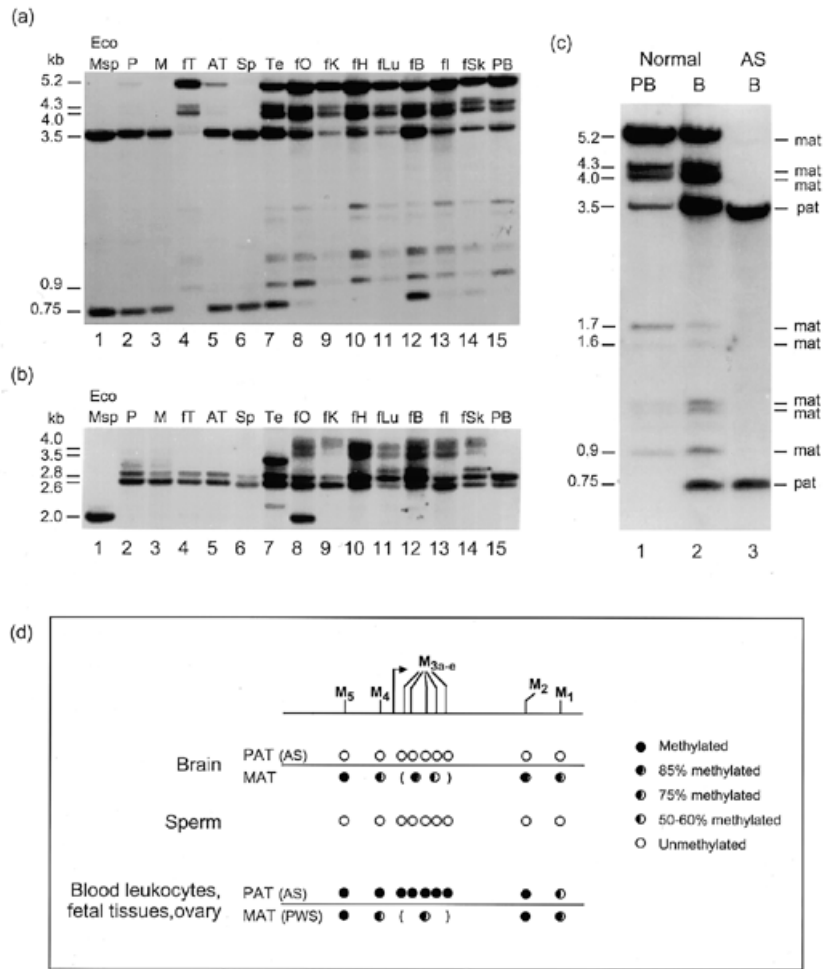 (a)
Eco
kb Msp P M fT AT Sp Te fO fK fH fLu fB fI fSk PB
5.2
4.3
4.0
3.5
0.9
0.75
1 2 3 4 5 6 7 8 9 10 11 12 13 14 15
(b)
Eco
kb Msp P M fT AT Sp Te fO fK fH fLu fB fI fSk PB
4.0
3.5
2.8
2.6
2.0
1 2 3 4 5 6 7 8 9 10 11 12 13 14 15
(c)
Normal AS
PB B B
5.2 mat
4.3 mat
4.0 mat
3.5 pat
1.7 mat
1.6 mat
mat
mat
0.9 mat
0.75 pat
1 2 3
(d)
M5 M4 M3a-e M2 M1
Brain
PAT (AS)
MAT ( )
Sperm
Blood leukocytes,
fetal tissues,ovary
PAT (AS)
MAT (PWS) ( )
Methylated
85% methylated
75% methylated
50-60% methylated
Unmethylated